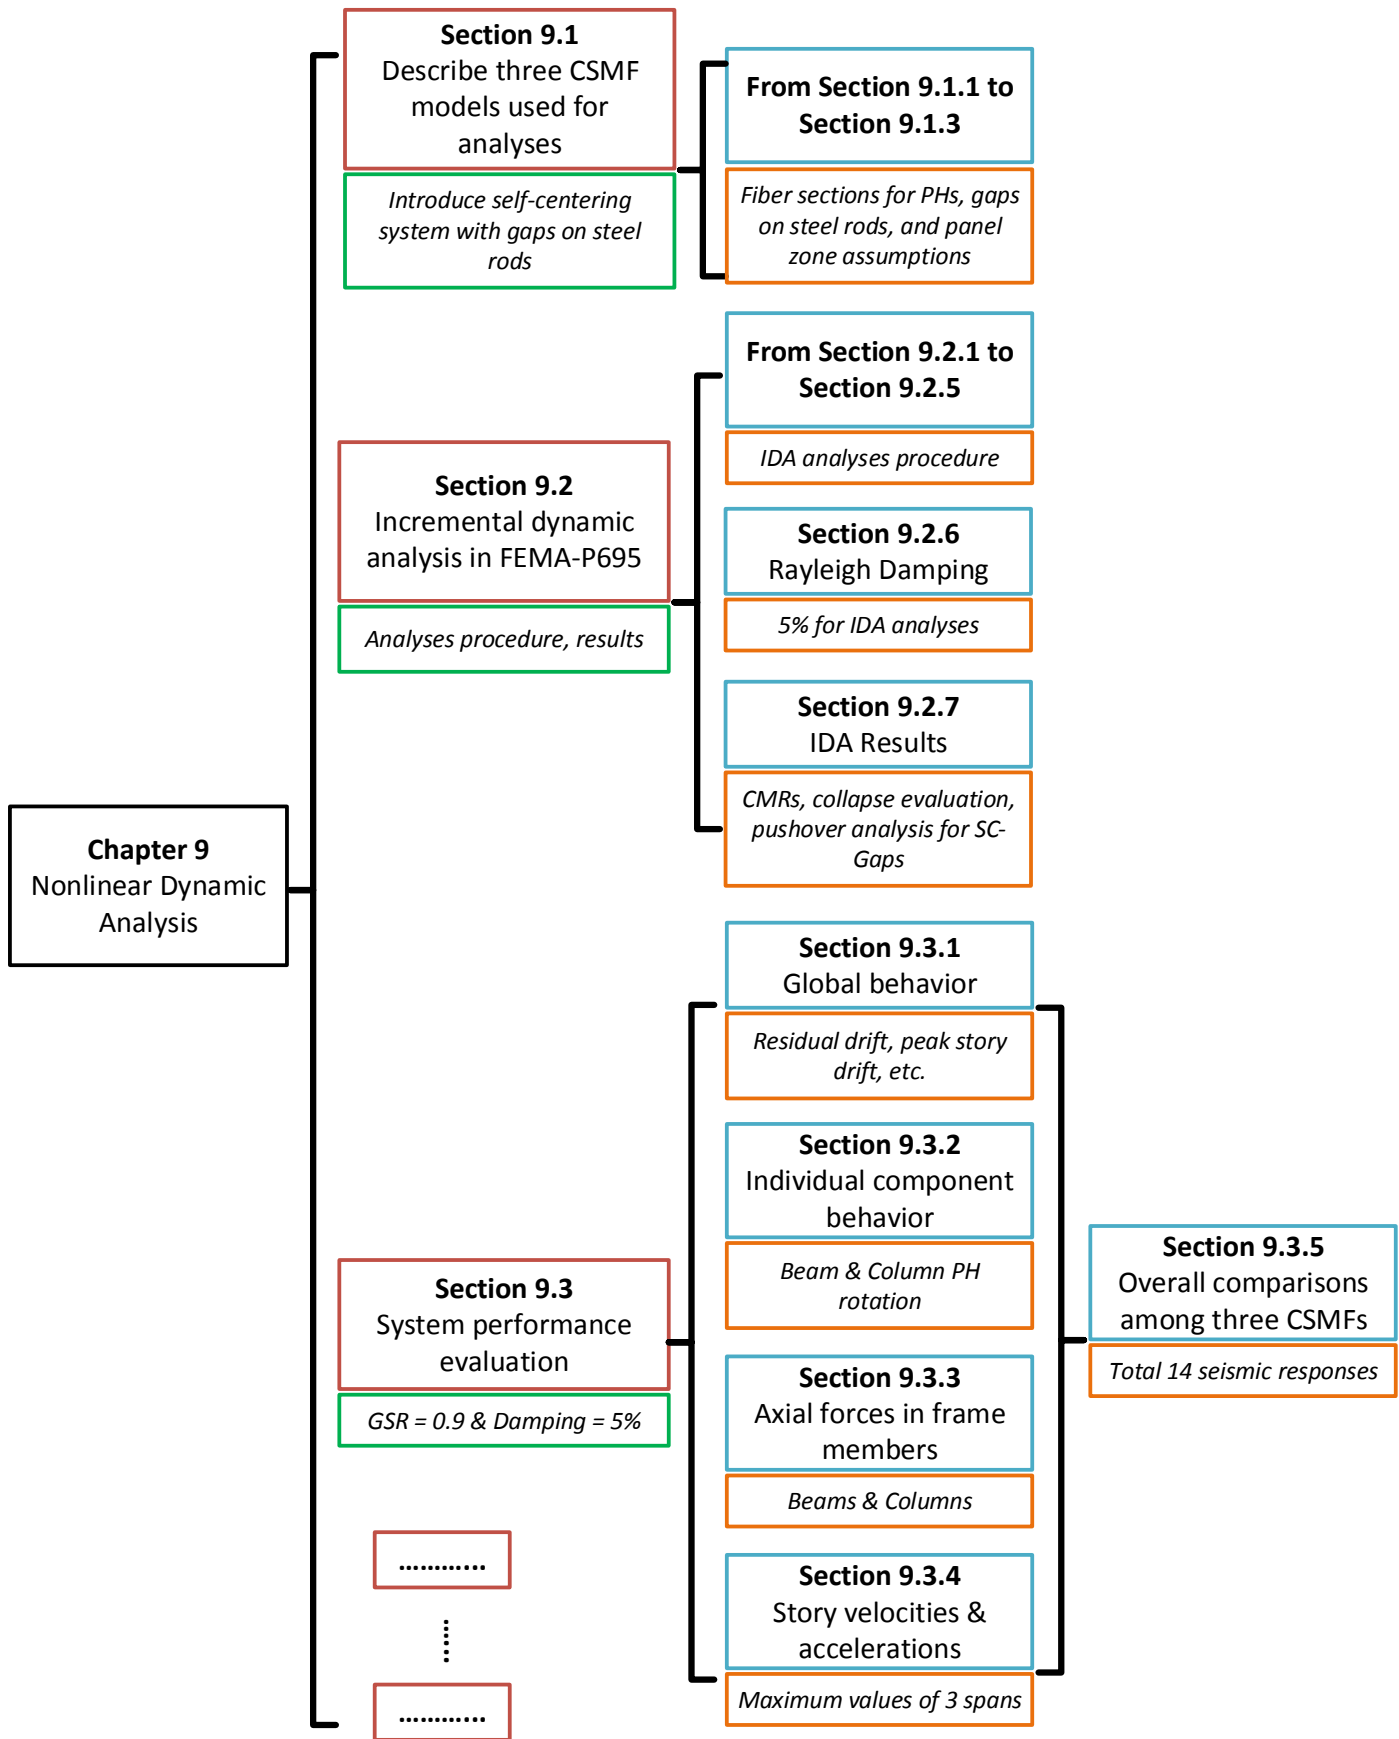 Section 9.1
Describe three CSMF
models used for
analyses
Introduce self-centering
system with gaps on steel
rods
From Section 9.1.1 to
Section 9.1.3
Fiber sections for PHs, gaps
on steel rods, and panel
zone assumptions
From Section 9.2.1 to
Section 9.2.5
IDA analyses procedure
Section 9.2
Incremental dynamic
analysis in FEMA-P695
Analyses procedure, results
Section 9.2.6
Rayleigh Damping
5% for IDA analyses
Section 9.2.7
IDA Results
CMRs, collapse evaluation,
pushover analysis for SC-
Gaps
Chapter 9
Nonlinear Dynamic
Analysis
Section 9.3.1
Global behavior
Residual drift, peak story
drift, etc.
Section 9.3.2
Individual component
behavior
Beam & Column PH
rotation
Section 9.3
System performance
evaluation
GSR = 0.9 & Damping = 5%
Section 9.3.3
Axial forces in frame
members
Beams & Columns
Section 9.3.4
Story velocities &
accelerations
Maximum values of 3 spans
Section 9.3.5
Overall comparisons
among three CSMFs
Total 14 seismic responses
............
......
............